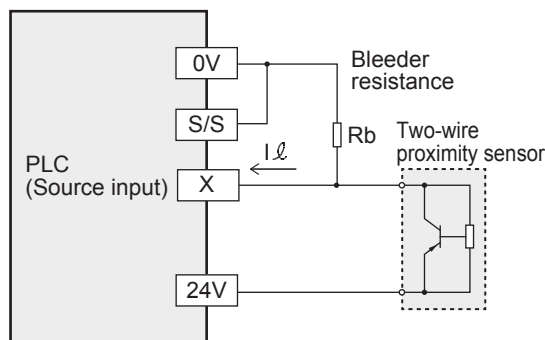 0V
Bleeder
resistance
S/S
Rb
Two-wire
proximity sensor
PLC
(Source input)
Iℓ
X
24V